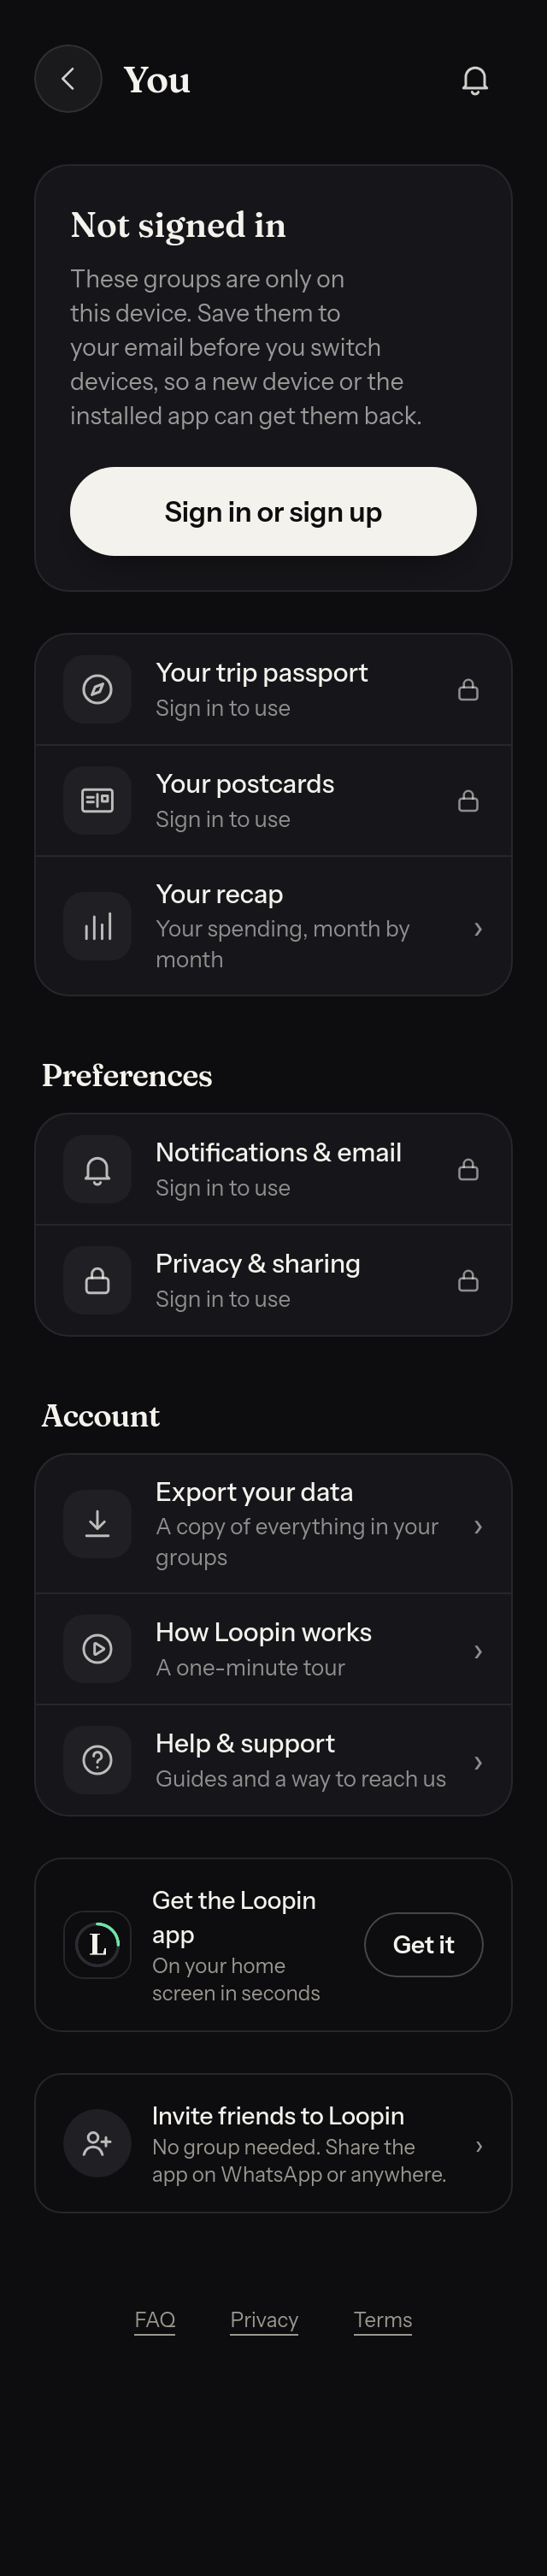 You
Not signed in
These groups are only on
this device. Save them to
your email before you switch
devices, so a new device or the
installed app can get them back.
Sign in or sign up
Your trip passport
Sign in to use
Your postcards
Sign in to use
Your recap
Your spending, month by
month
Preferences
Notifications & email
Sign in to use
Privacy & sharing
Sign in to use
Account
Export your data
A copy of everything in your
groups
How Loopin works
A one-minute tour
Help & support
Guides and a way to reach us
L
Get the Loopin
app
On your home
screen in seconds
Get it
Invite friends to Loopin
No group needed. Share the
app on WhatsApp or anywhere.
FAQ
Privacy
Terms